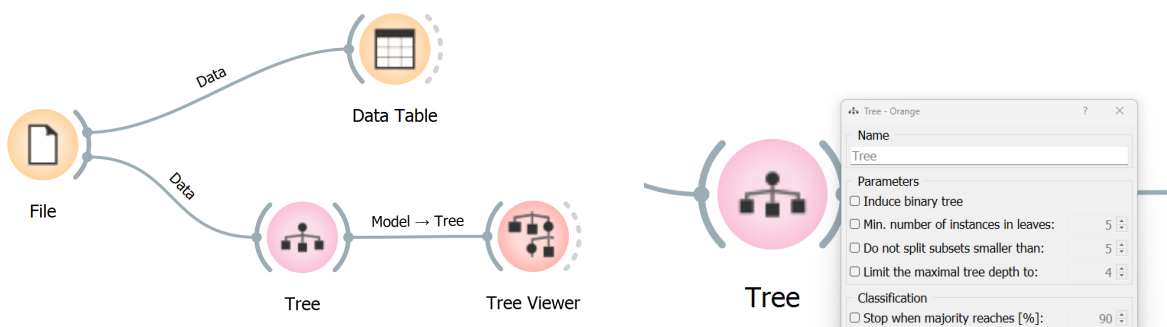 Data
Data Table
File
Data
Model → Tree
Tree
Tree Viewer
Tree
Tree - Orange ? ×
Name
Tree
Parameters
Induce binary tree
Min. number of instances in leaves: 5
Do not split subsets smaller than: 5
Limit the maximal tree depth to: 4
Classification
Stop when majority reaches [%]: 90